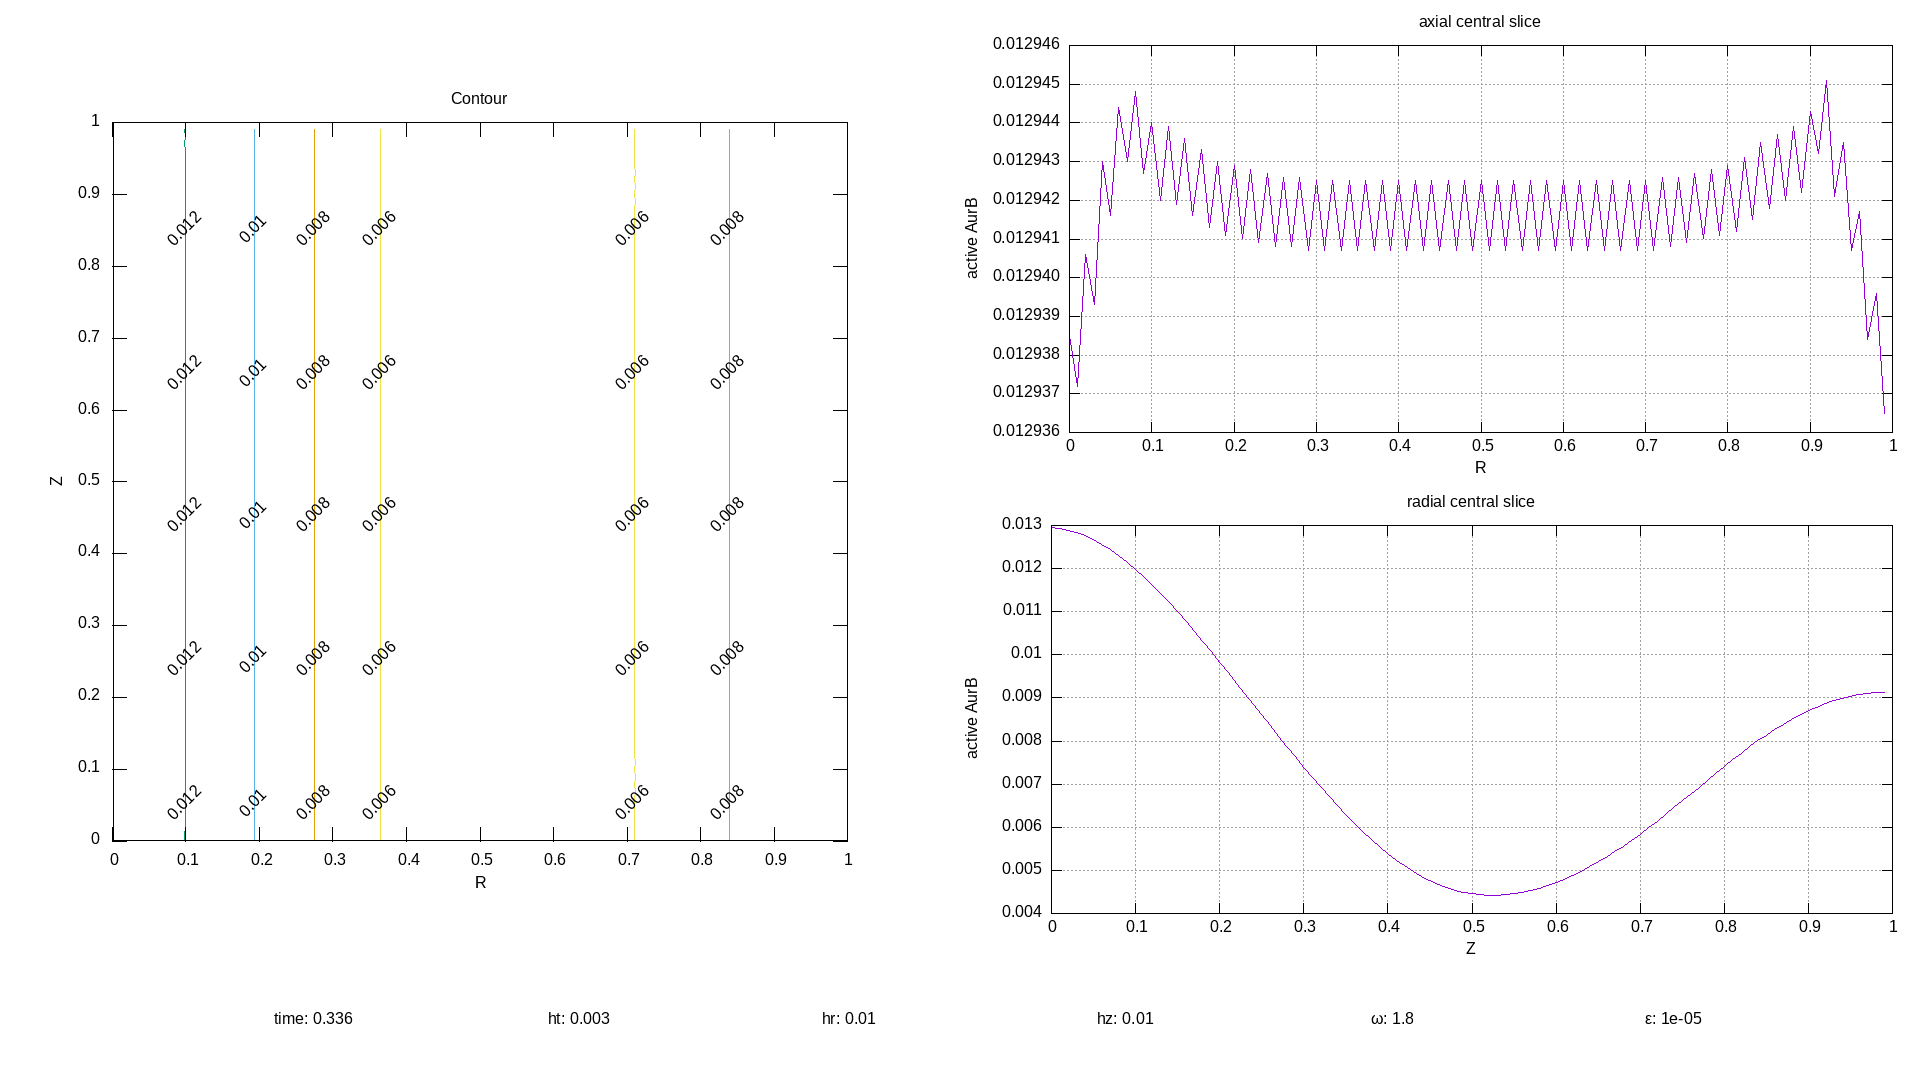 Contour
1
0.9
0.8
0.7
0.6
0.5
0.4
0.3
0.2
0.1
0
Z
0.012 0.01 0.008 0.006 0.006 0.008
0.012 0.01 0.008 0.006 0.006 0.008
0.012 0.01 0.008 0.006 0.006 0.008
0.012 0.01 0.008 0.006 0.006 0.008
0.012 0.01 0.008 0.006 0.006 0.008
0 0.1 0.2 0.3 0.4 0.5 0.6 0.7 0.8 0.9 1
R
axial central slice
0.012946
0.012945
0.012944
0.012943
0.012942
0.012941
0.012940
0.012939
0.012938
0.012937
0.012936
active AurB
0 0.1 0.2 0.3 0.4 0.5 0.6 0.7 0.8 0.9 1
R
radial central slice
0.013
0.012
0.011
0.01
0.009
0.008
0.007
0.006
0.005
0.004
active AurB
0 0.1 0.2 0.3 0.4 0.5 0.6 0.7 0.8 0.9 1
Z
time: 0.336 ht: 0.003 hr: 0.01 hz: 0.01 ω: 1.8 ε: 1e-05